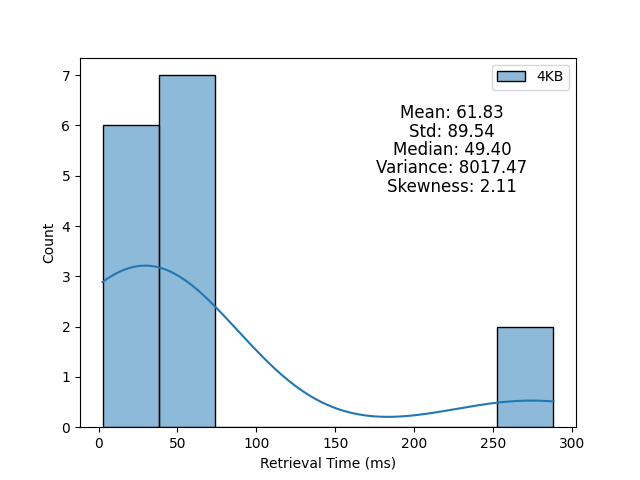 4KB
Mean: 61.83
Std: 89.54
Median: 49.40
Variance: 8017.47
Skewness: 2.11
7
6
5
4
3
2
1
0
Count
0 50 100 150 200 250 300
Retrieval Time (ms)